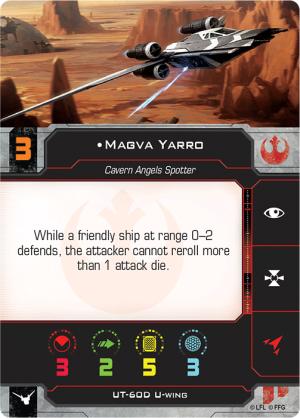 3
•Magva Yarro
Cavern Angels Spotter
While a friendly ship at range 0–2
defends, the attacker cannot reroll more
than 1 attack die.
3 2 5 3
UT-60D U-wing
©LFL ©FFG